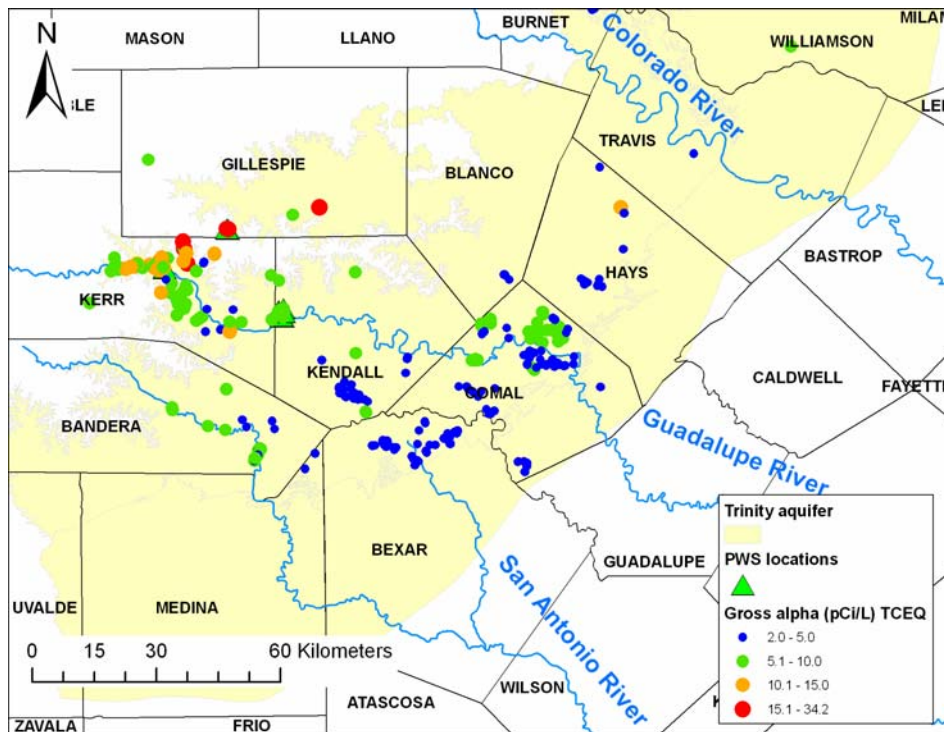 BURNET
MILAN
MASON
LLANO
WILLIAMSON
N
Colorado River
LEE
TRAVIS
GILLESPIE
BLANCO
BASTROP
HAYS
KERR
KENDALL
CALDWELL
FAYETTE
COMAL
BANDERA
Guadalupe River
BEXAR
GUADALUPE
San Antonio River
UVALDE
MEDINA
0 15 30 60 Kilometers
WILSON
ATASCOSA
ZAVALA
FRIO
Trinity aquifer
PWS locations
Gross alpha (pCi/L) TCEQ
2.0 - 5.0
5.1 - 10.0
10.1 - 15.0
15.1 - 34.2